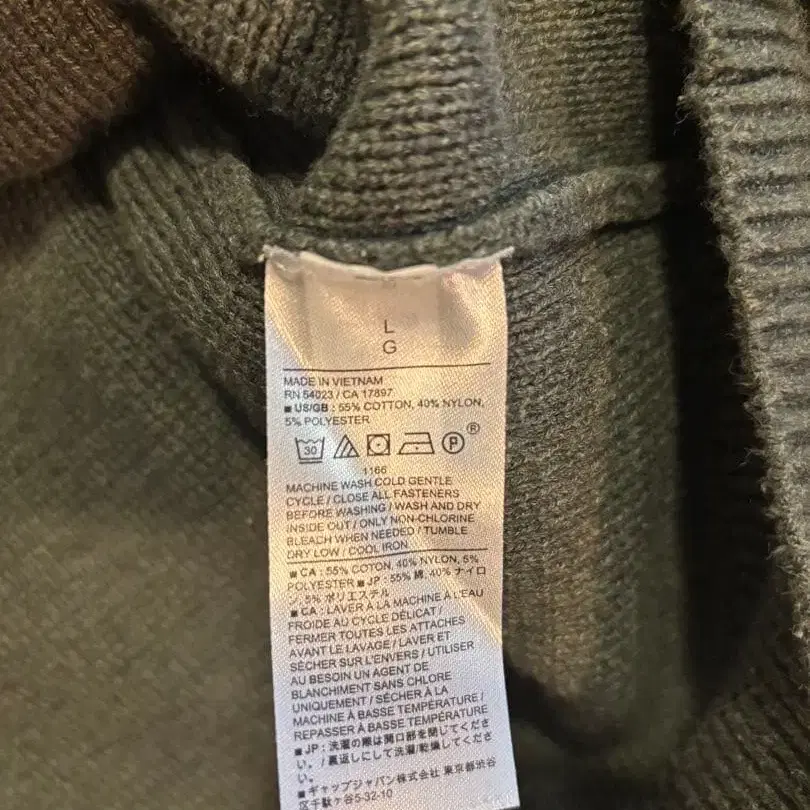 L
G
MADE IN VIETNAM
RN 54023 / CA 17897
■ US/GB : 55% COTTON, 40% NYLON,
5% POLYESTER
30 P ®
1166
MACHINE WASH COLD GENTLE
CYCLE / CLOSE ALL FASTENERS
BEFORE WASHING / WASH AND DRY
INSIDE OUT / ONLY NON-CHLORINE
BLEACH WHEN NEEDED / TUMBLE
DRY LOW / COOL IRON
■ CA : 55% COTON, 40% NYLON, 5%
POLYESTER ■ JP : 55% 綿, 40% ナイロ
ン, 5% ポリエステル
■ CA : LAVER À LA MACHINE À L'EAU
FROIDE AU CYCLE DÉLICAT /
FERMER TOUTES LES ATTACHES
AVANT LE LAVAGE / LAVER ET
SÉCHER SUR L'ENVERS / UTILISER
AU BESOIN UN AGENT DE
BLANCHIMENT SANS CHLORE
UNIQUEMENT / SÉCHER À LA
MACHINE À BASSE TEMPÉRATURE /
REPASSER À BASSE TEMPÉRATURE
■ JP : 洗濯の際は開口部を閉じてくださ
い。 / 裏返しにして洗濯/乾燥してくださ
い。
■ ギャップジャパン株式会社 東京都渋谷
区千駄ヶ谷5-32-10